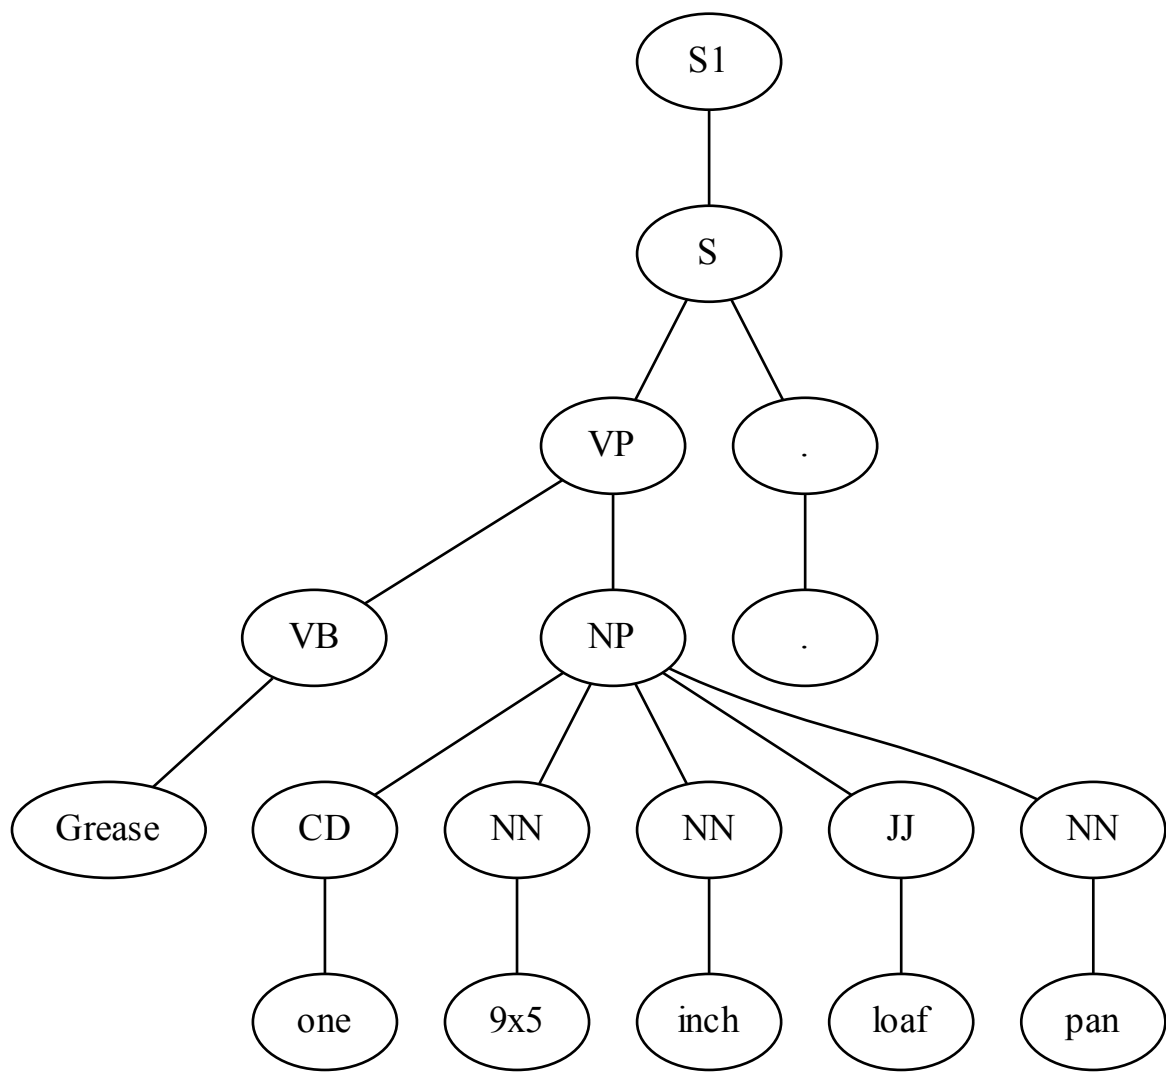 S1
S
VP .
VB NP .
Grease CD NN NN JJ NN
one 9x5 inch loaf pan